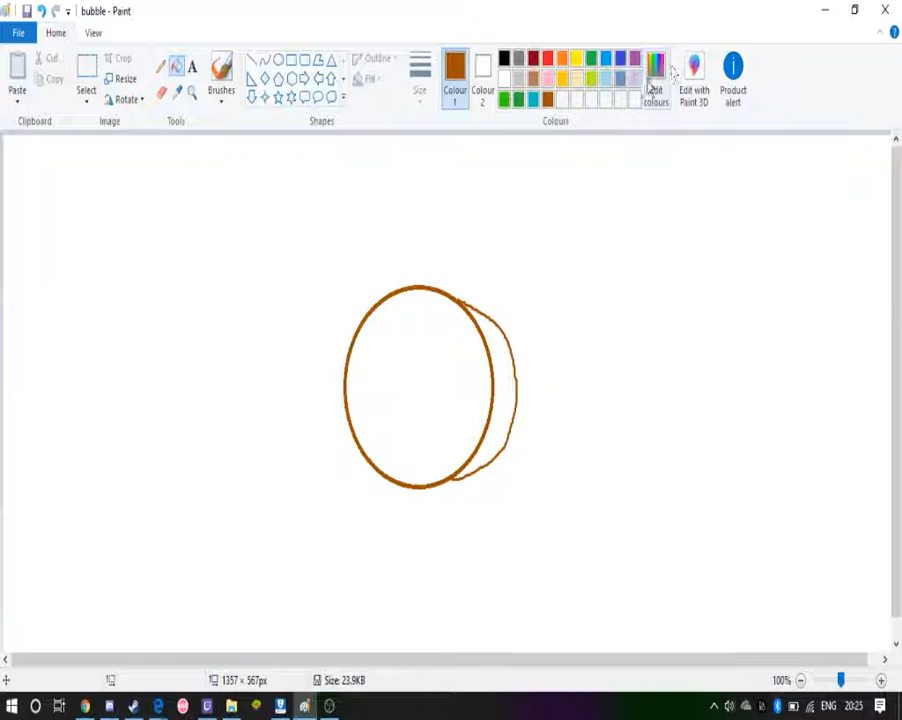 bubble - Paint
File Home View
Cut
Copy
Paste
Clipboard
Select
Crop
Resize
Rotate
Image
A
Tools
Brushes
Outline
Fill
Shapes
Size
Colour 1
Colour 2
Edit colours
Colours
Edit with Paint 3D
Product alert
1357 × 567px
Size: 23.9KB
100%
ENG
20:25